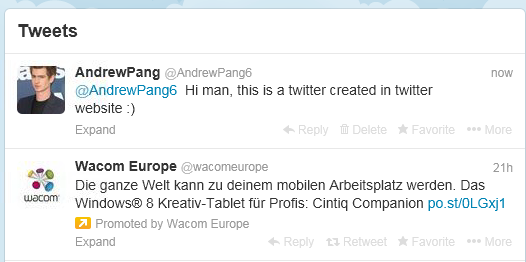 Tweets
AndrewPang @AndrewPang6 now
@AndrewPang6 Hi man, this is a twitter created in twitter
website :)
Expand Reply Delete Favorite More
Wacom Europe @wacomeurope 21h
Die ganze Welt kann zu deinem mobilen Arbeitsplatz werden. Das
Windows® 8 Kreativ-Tablet für Profis: Cintiq Companion po.st/0LGxj1
wacom
Promoted by Wacom Europe
Expand Reply Retweet Favorite More